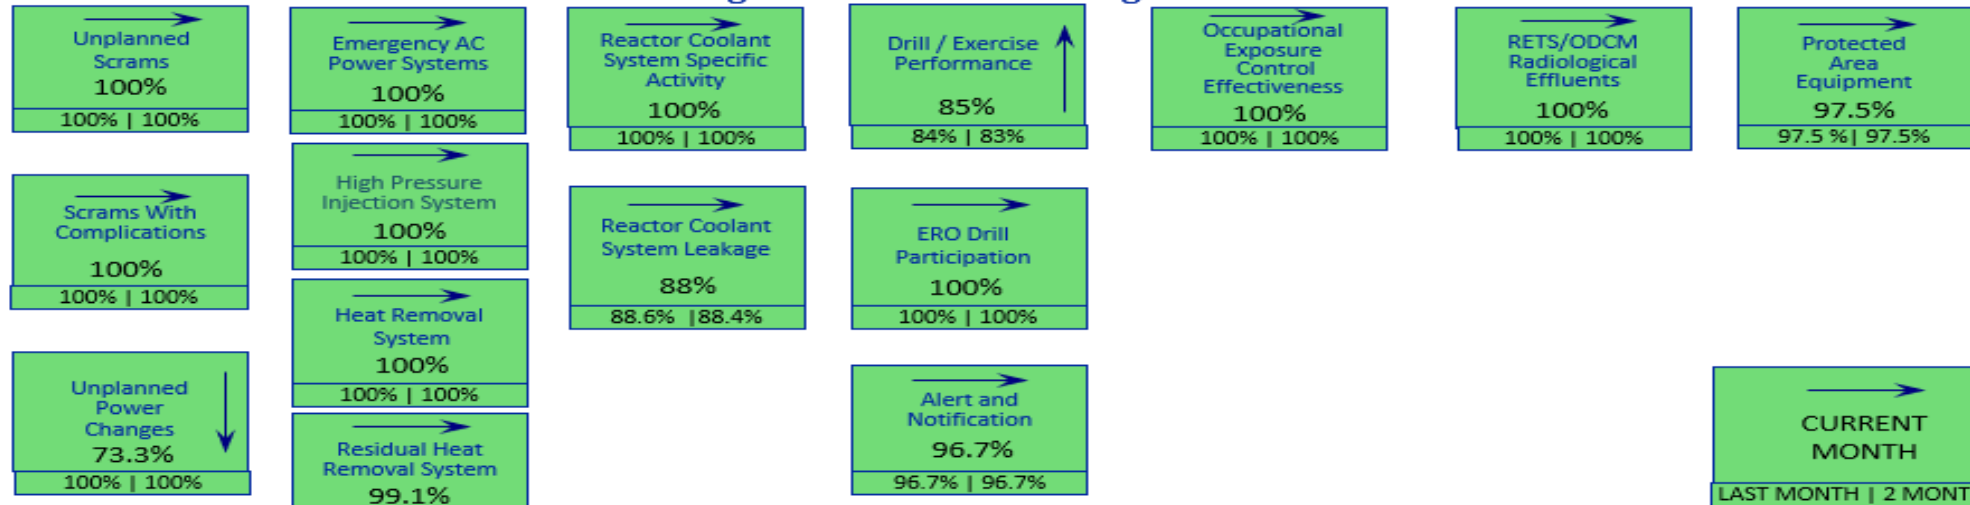 Unplanned
Scrams
100%
100% | 100%
Scrams With
Complications
100%
100% | 100%
Unplanned
Power
Changes
73.3%
100% | 100%
Emergency AC
Power Systems
100%
100% | 100%
High Pressure
Injection System
100%
100% | 100%
Heat Removal
System
100%
100% | 100%
Residual Heat
Removal System
99.1%
Reactor Coolant
System Specific
Activity
100%
100% | 100%
Reactor Coolant
System Leakage
88%
88.6% |88.4%
Drill / Exercise
Performance
85%
84% | 83%
ERO Drill
Participation
100%
100% | 100%
Alert and
Notification
96.7%
96.7% | 96.7%
Occupational
Exposure
Control
Effectiveness
100%
100% | 100%
RETS/ODCM
Radiological
Effluents
100%
100% | 100%
Protected
Area
Equipment
97.5%
97.5 %| 97.5%
CURRENT
MONTH
LAST MONTH | 2 MONT